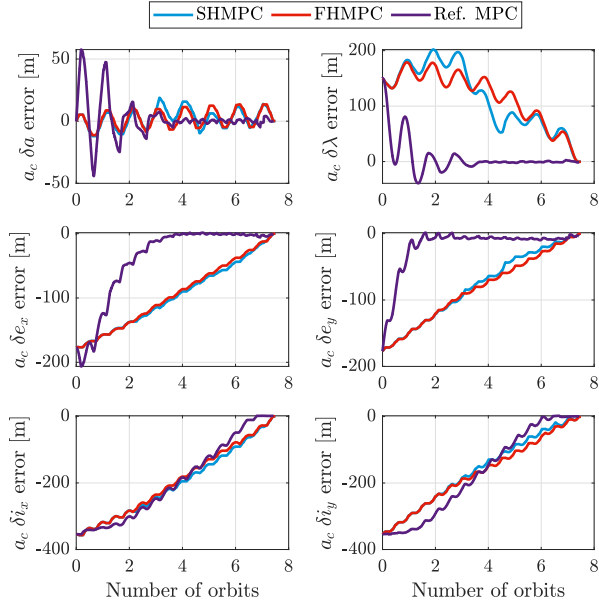 SHMPC FHMPC Ref. MPC
a_c δa error [m]
50
0
-50
0 2 4 6 8
a_c δλ error [m]
200
100
0
0 2 4 6 8
a_c δe_x error [m]
0
-100
-200
0 2 4 6 8
a_c δe_y error [m]
0
-100
-200
0 2 4 6 8
a_c δi_x error [m]
0
-200
-400
0 2 4 6 8
Number of orbits
a_c δi_y error [m]
0
-200
-400
0 2 4 6 8
Number of orbits